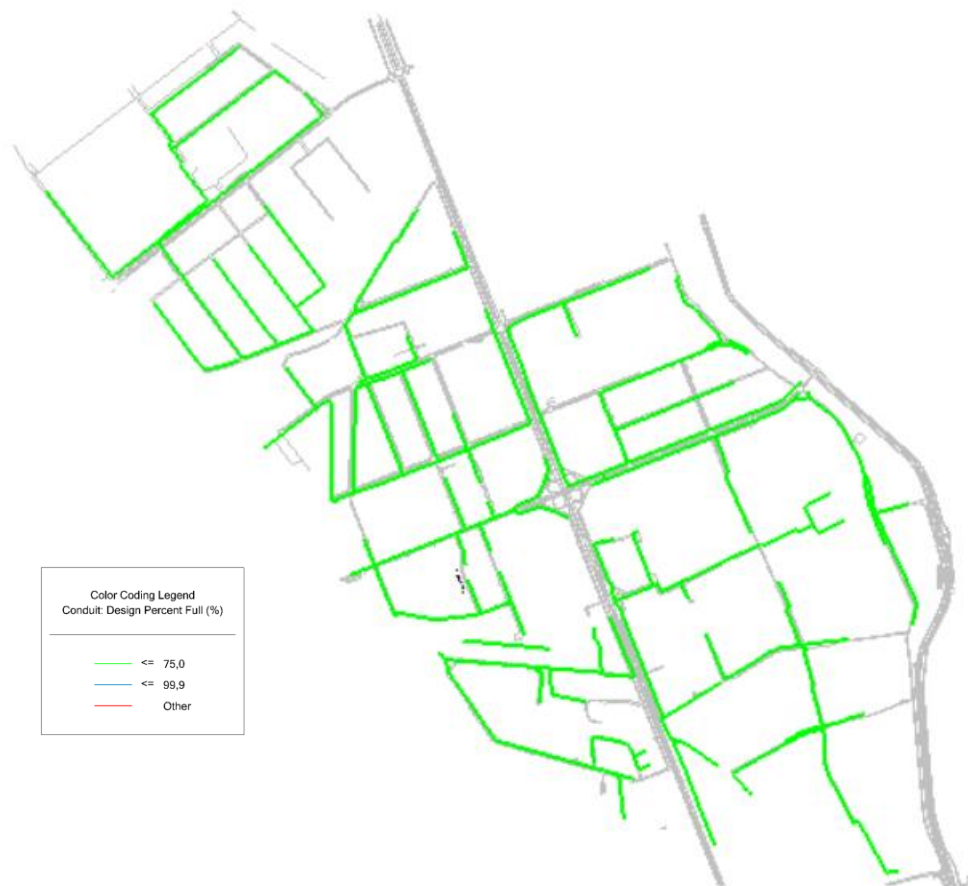 Color Coding Legend
Conduit: Design Percent Full (%)
<= 75,0
<= 99,9
Other